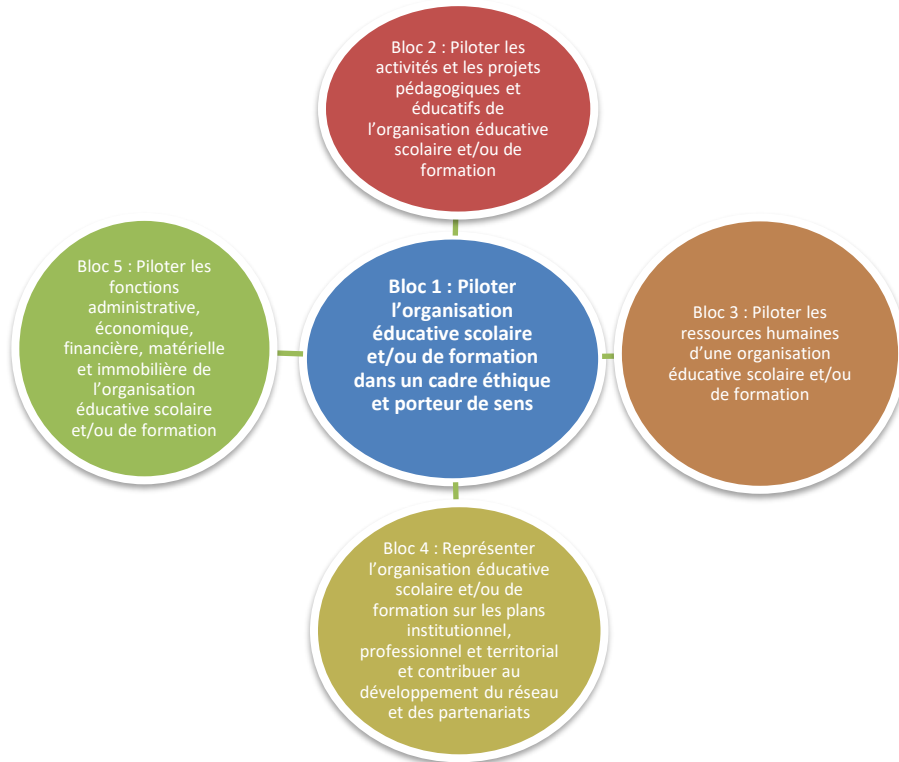 Bloc 2 : Piloter les
activités et les projets
pédagogiques et
éducatifs de
l’organisation éducative
scolaire et/ou de
formation
Bloc 5 : Piloter les
fonctions
administrative,
économique,
financière, matérielle
et immobilière de
l’organisation
éducative scolaire
et/ou de formation
Bloc 1 : Piloter
l’organisation
éducative scolaire
et/ou de formation
dans un cadre éthique
et porteur de sens
Bloc 3 : Piloter les
ressources humaines
d’une organisation
éducative scolaire et/ou
de formation
Bloc 4 : Représenter
l’organisation éducative
scolaire et/ou de
formation sur les plans
institutionnel,
professionnel et territorial
et contribuer au
développement du réseau
et des partenariats